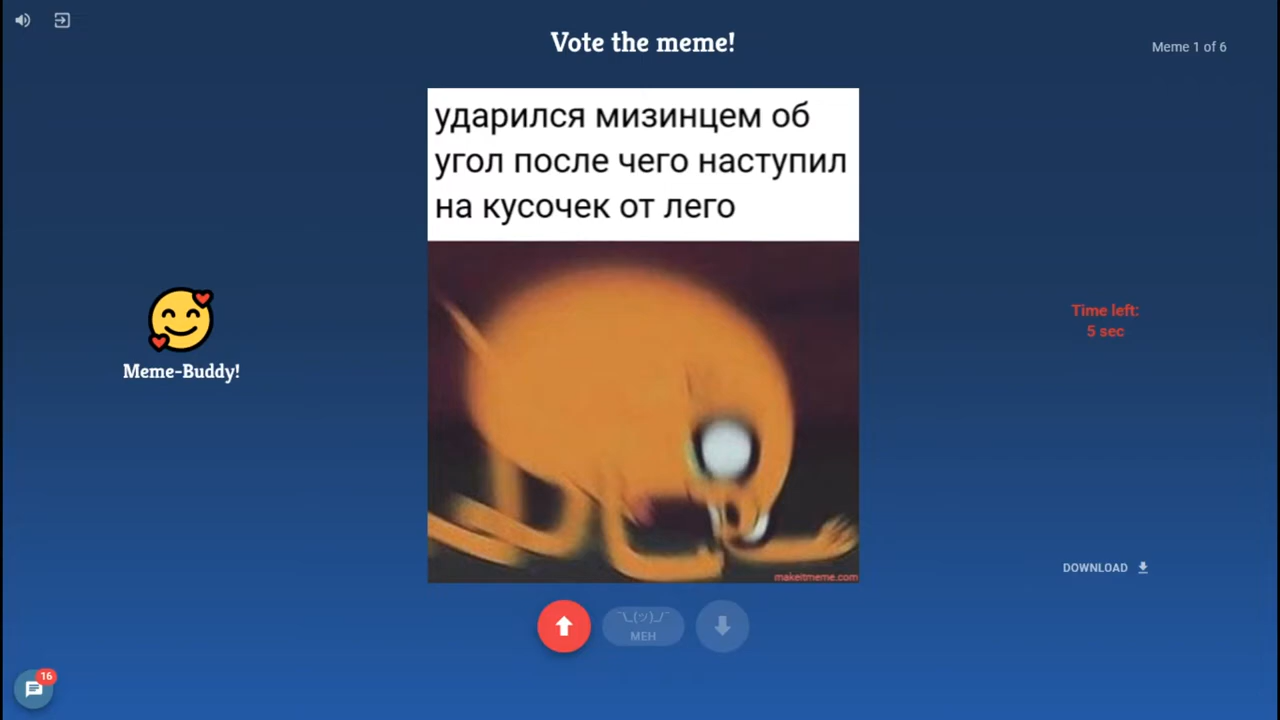 Vote the meme!
Meme 1 of 6
ударился мизинцем об
угол после чего наступил
на кусочек от лего
Meme-Buddy!
Time left:
5 sec
makeitmeme.com
DOWNLOAD
¯\_(ツ)_/¯
MEH
16